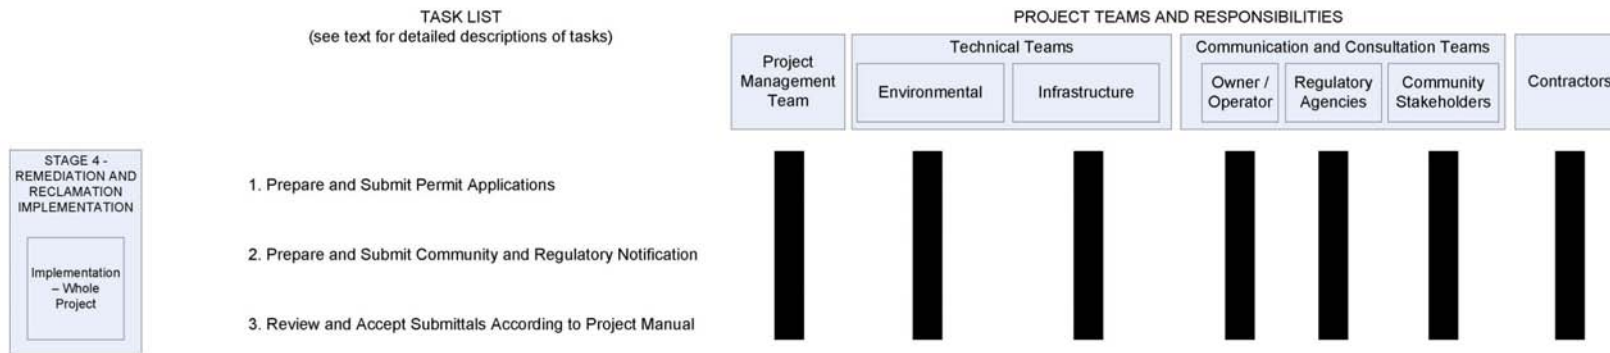 TASK LIST
(see text for detailed descriptions of tasks)
PROJECT TEAMS AND RESPONSIBILITIES
Project
Management
Team
Technical Teams
Environmental
Infrastructure
Communication and Consultation Teams
Owner /
Operator
Regulatory
Agencies
Community
Stakeholders
Contractors
STAGE 4 -
REMEDIATION AND
RECLAMATION
IMPLEMENTATION
Implementation
– Whole
Project
1. Prepare and Submit Permit Applications
2. Prepare and Submit Community and Regulatory Notification
3. Review and Accept Submittals According to Project Manual